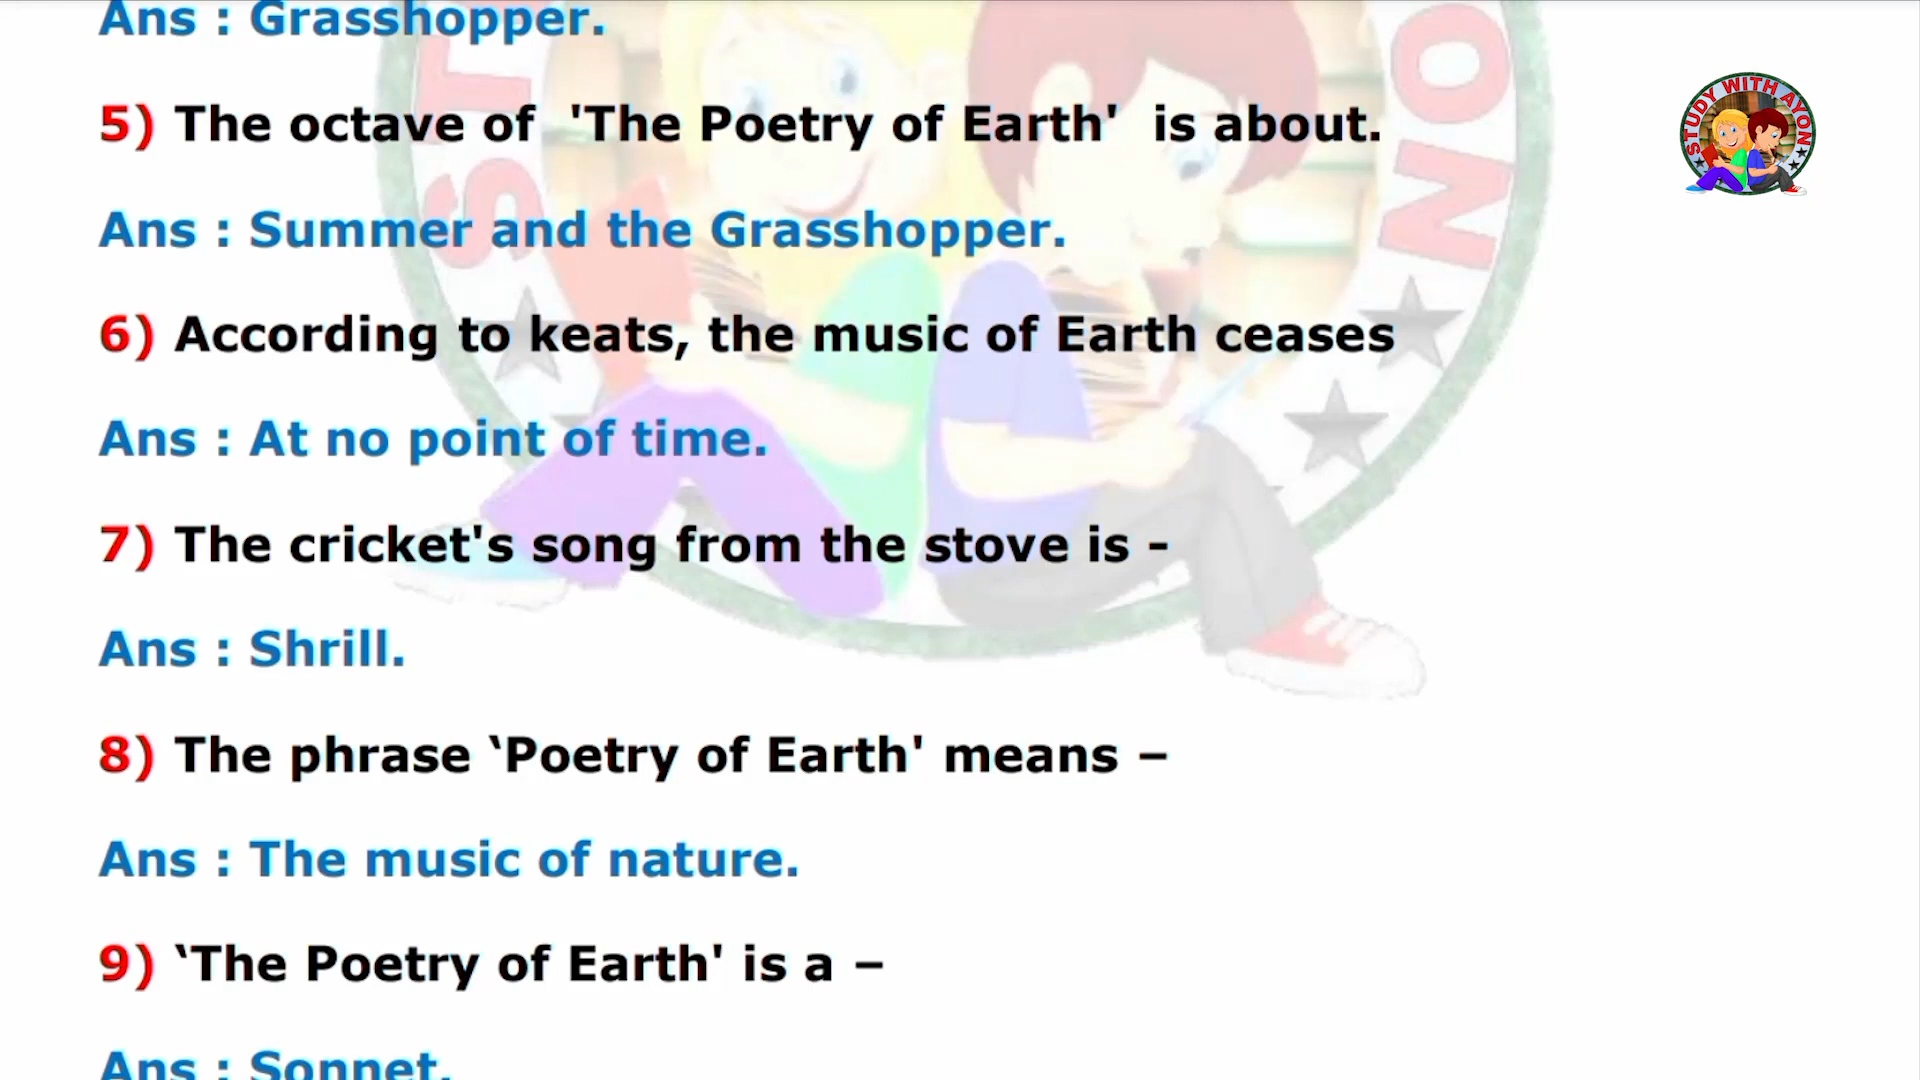 Ans : Grasshopper.
5) The octave of 'The Poetry of Earth' is about.
STUDY WITH AYON
Ans : Summer and the Grasshopper.
6) According to keats, the music of Earth ceases
Ans : At no point of time.
7) The cricket's song from the stove is -
Ans : Shrill.
8) The phrase ‘Poetry of Earth' means –
Ans : The music of nature.
9) ‘The Poetry of Earth' is a –
Ans : Sonnet.